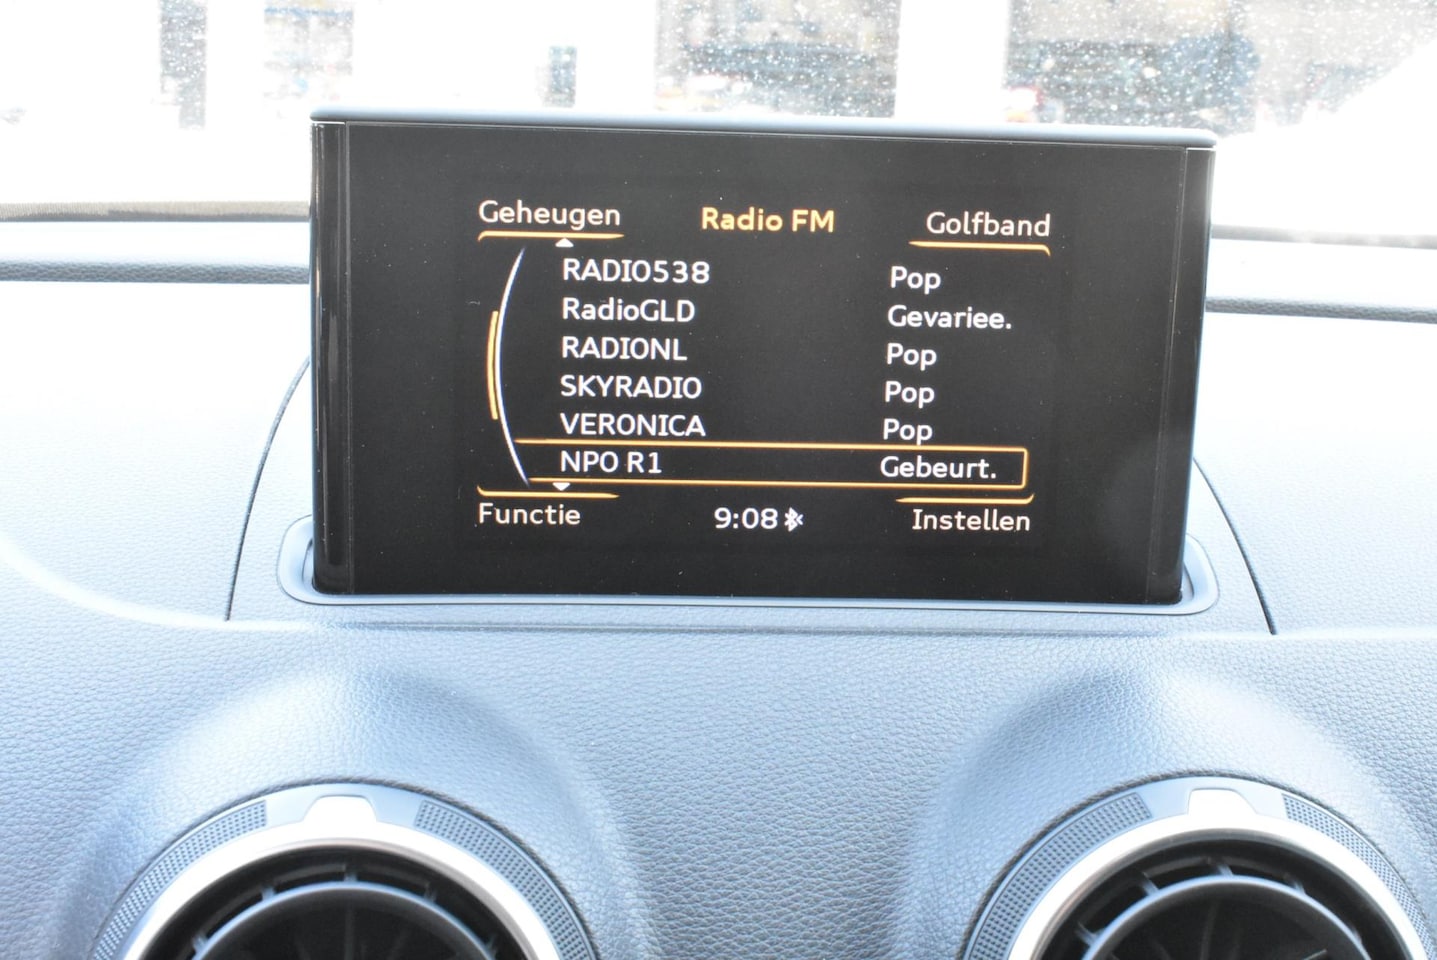 Geheugen Radio FM Golfband
RADIO538 Pop
RadioGLD Gevariee.
RADIONL Pop
SKYRADIO Pop
VERONICA Pop
NPO R1 Gebeurt.
Functie 9:08 Instellen